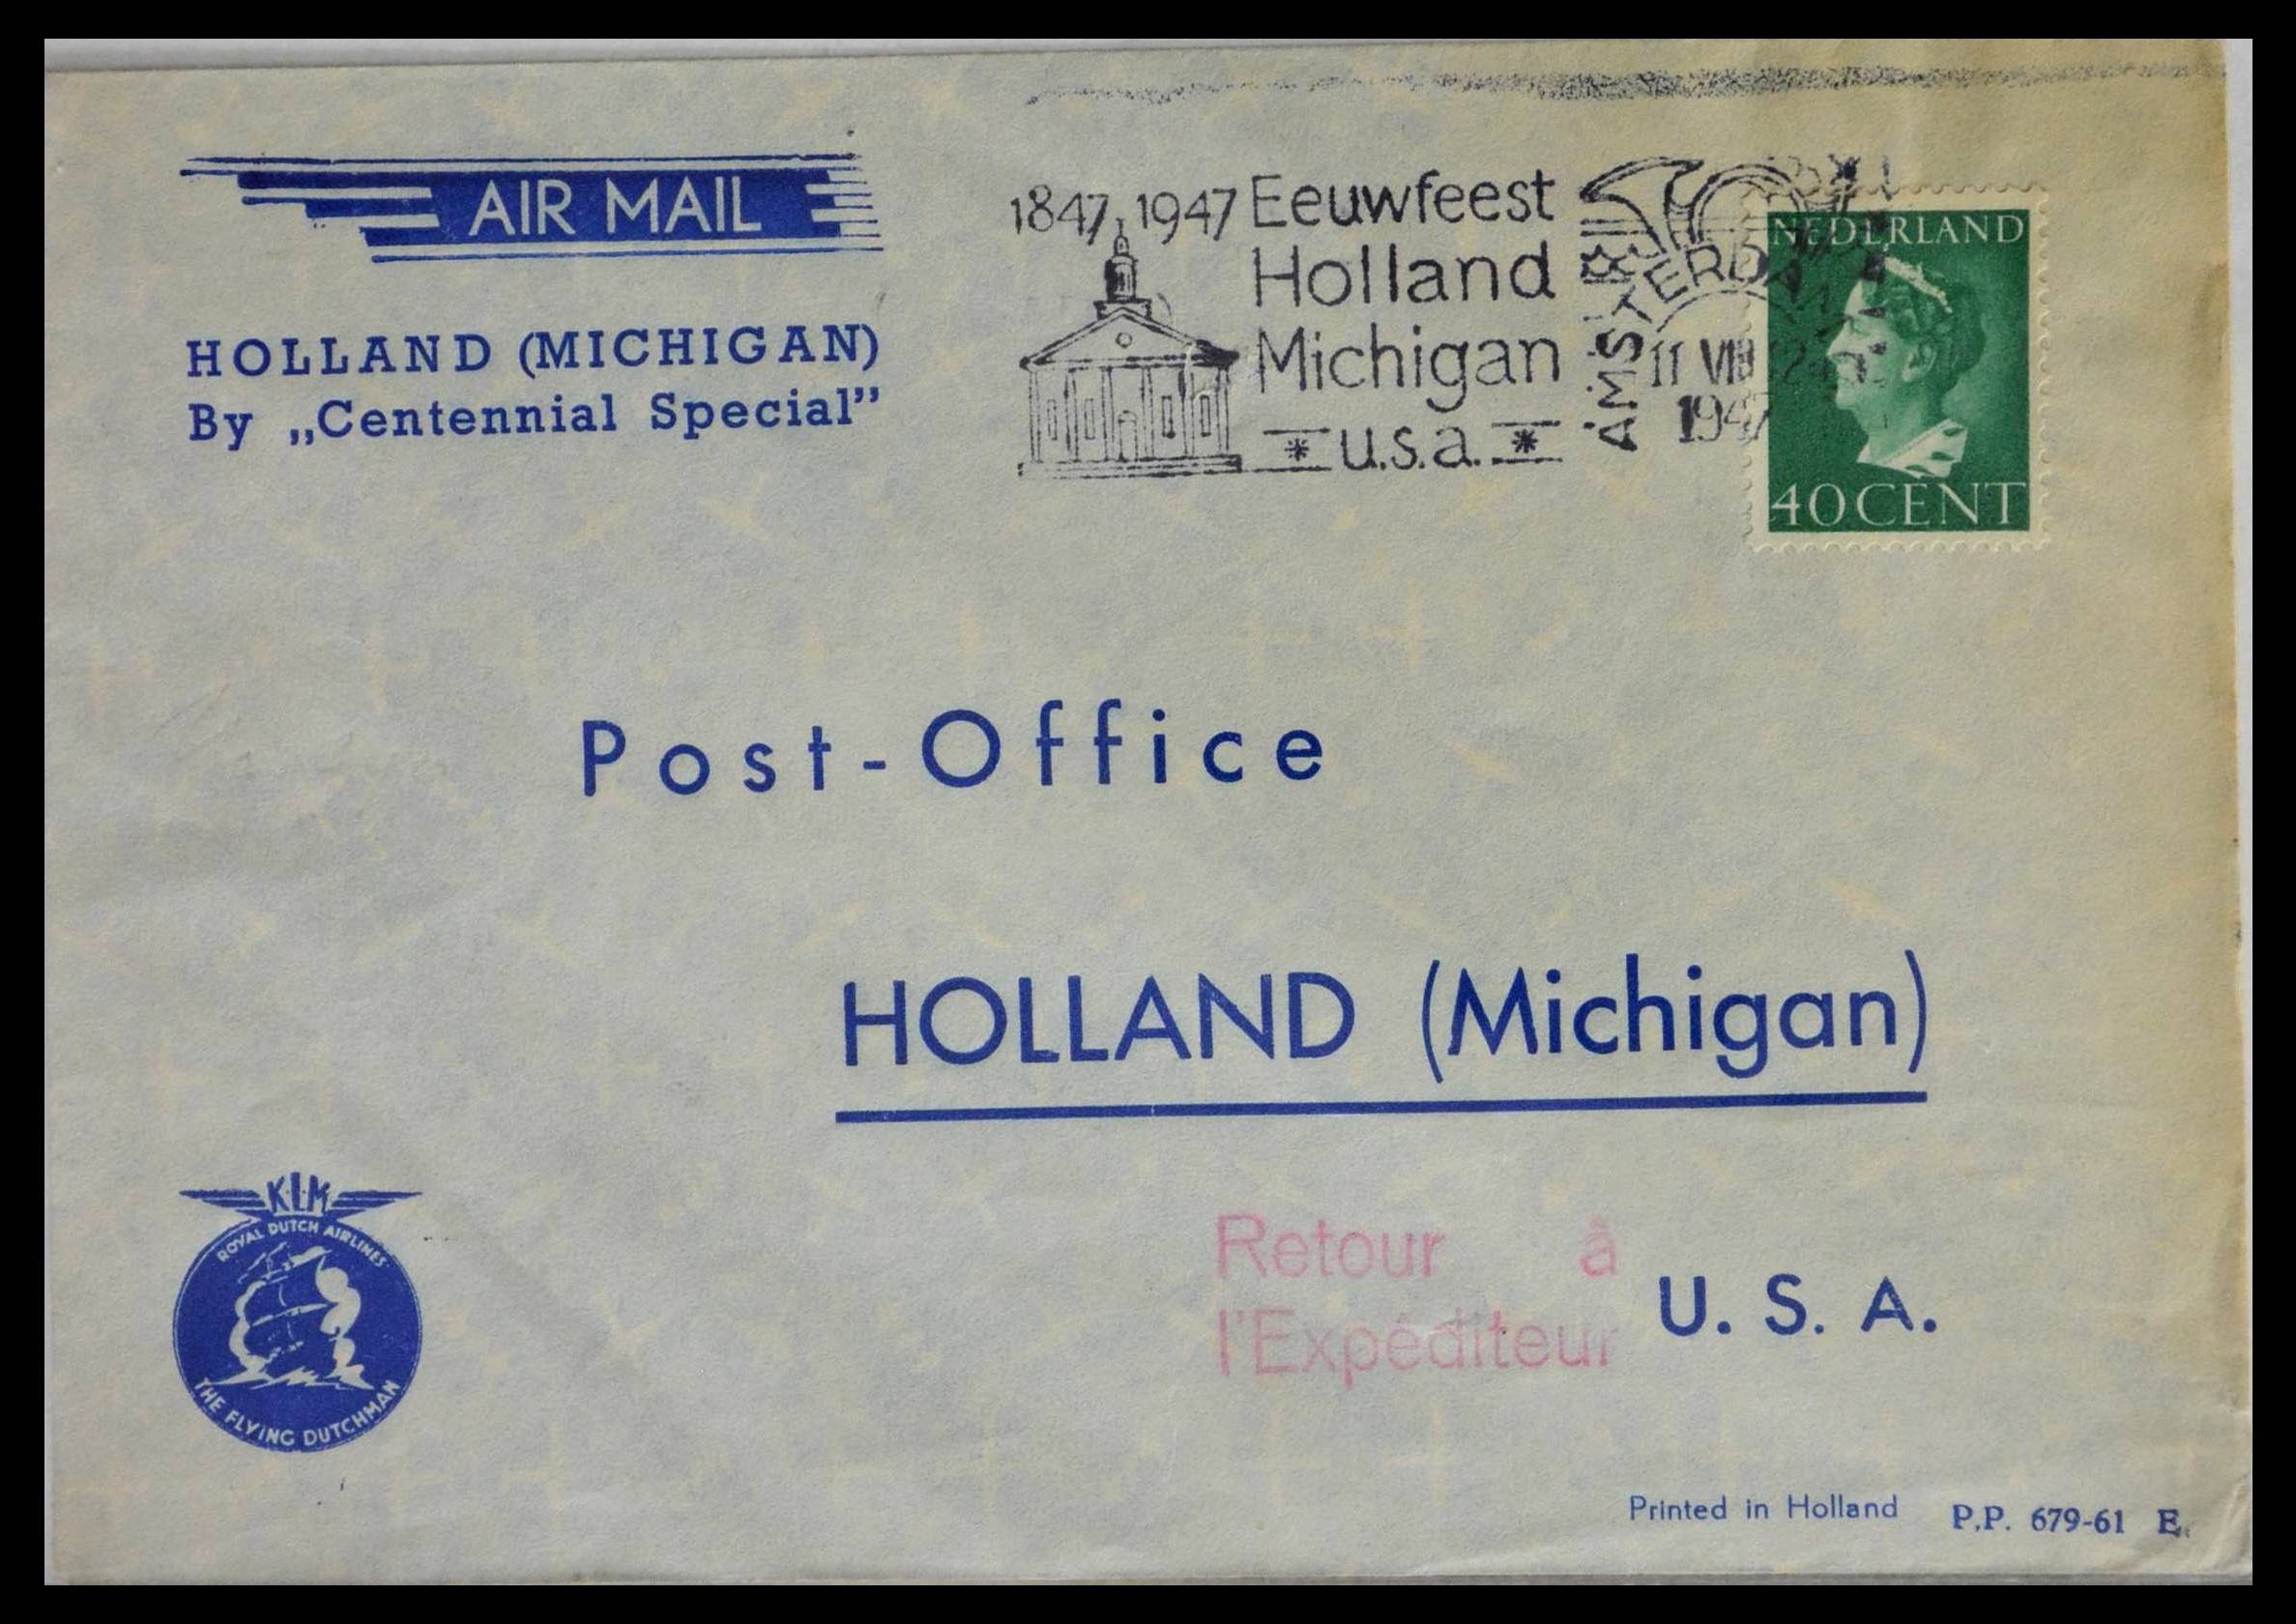 AIR MAIL
HOLLAND (MICHIGAN)
By „Centennial Special”
1847 1947 Eeuwfeest
Holland
Michigan
* u.s.a. *
AMSTERDAM
11 VIII
1947
NEDERLAND
40 CENT
Post-Office
HOLLAND (Michigan)
U. S. A.
Retour à
l'Expéditeur
KLM
ROYAL DUTCH AIRLINES
THE FLYING DUTCHMAN
Printed in Holland P.P. 679-61 E.